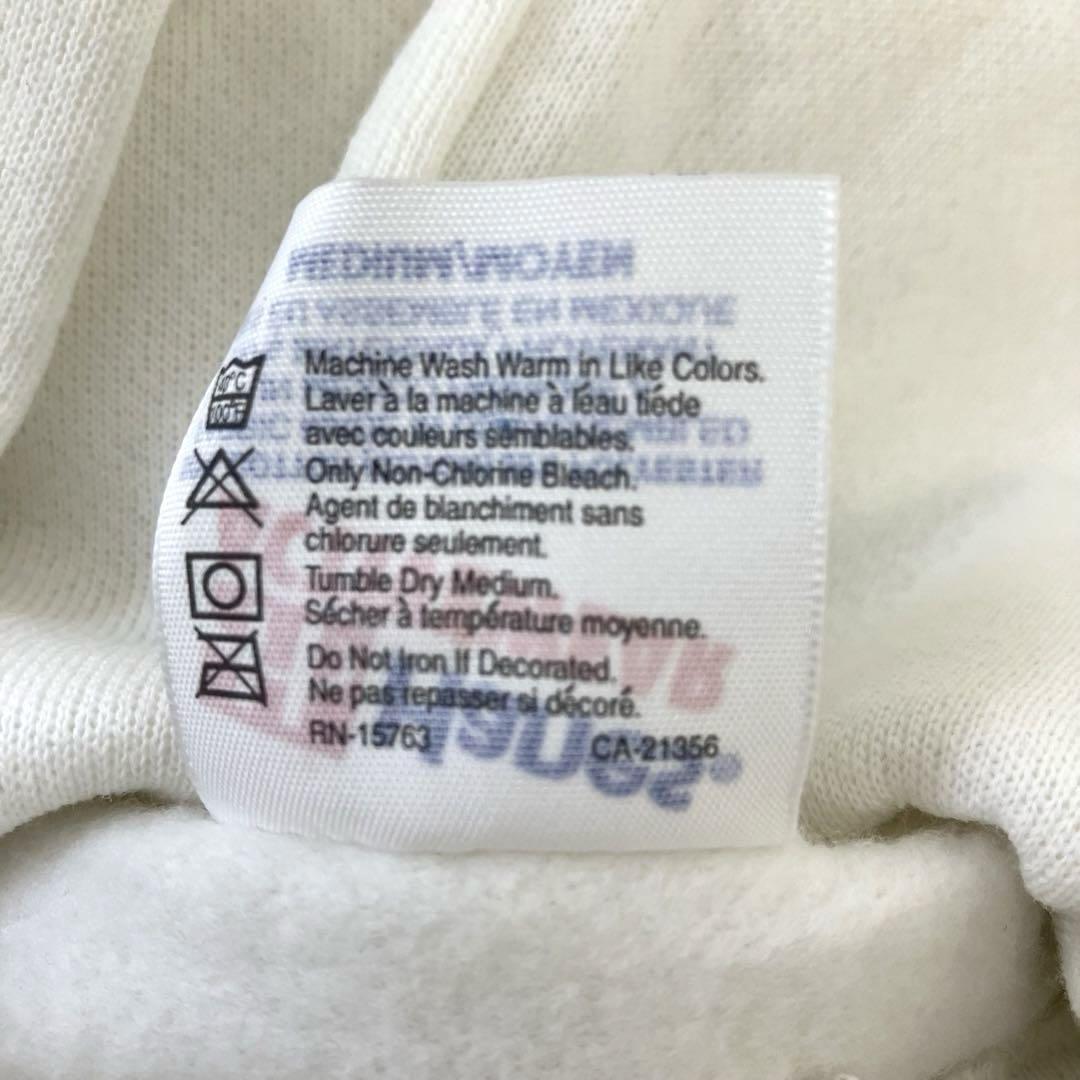 Machine Wash Warm in Like Colors.
Laver à la machine à léau tiéde
avec couleurs semblables.
Only Non-Chlorine Bleach.
Agent de blanchiment sans
chlorure seulement.
Tumble Dry Medium.
Sécher à température moyenne.
Do Not Iron If Decorated.
Ne pas repasser si décoré.
RN-15763 CA-21356